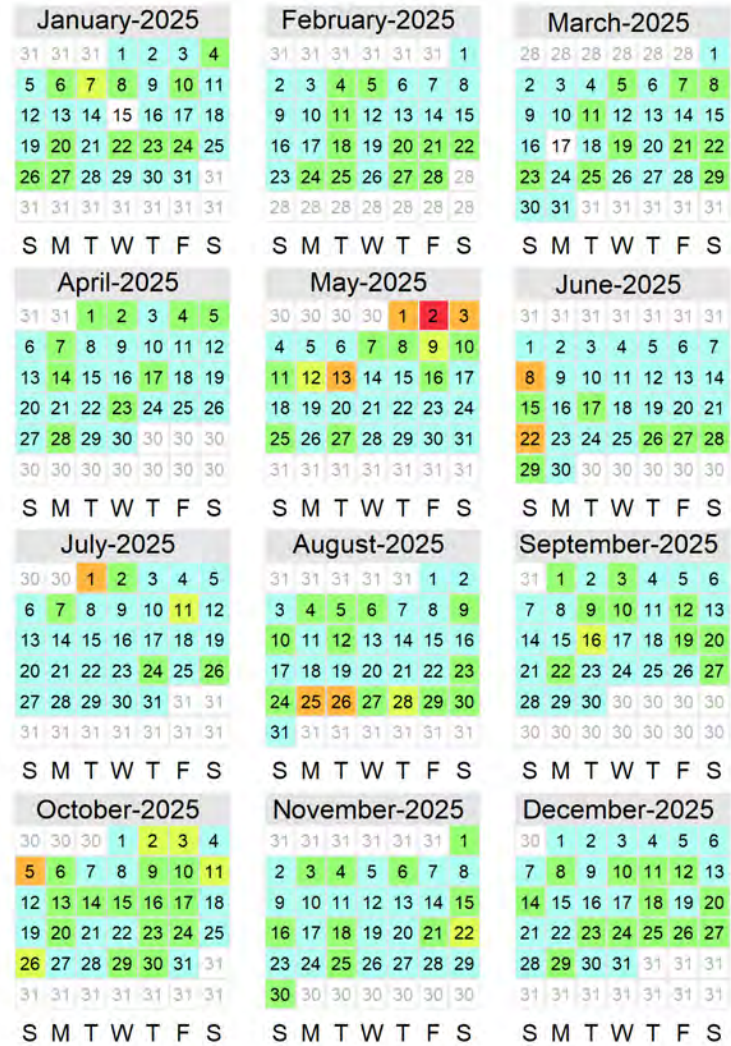 January-2025 February-2025 March-2025
31 31 31 1 2 3 4 31 31 31 31 31 31 1 28 28 28 28 28 28 1
5 6 7 8 9 10 11 2 3 4 5 6 7 8 2 3 4 5 6 7 8
12 13 14 15 16 17 18 9 10 11 12 13 14 15 9 10 11 12 13 14 15
19 20 21 22 23 24 25 16 17 18 19 20 21 22 16 17 18 19 20 21 22
26 27 28 29 30 31 31 23 24 25 26 27 28 28 23 24 25 26 27 28 29
31 31 31 31 31 31 31 28 28 28 28 28 28 28 30 31 31 31 31 31 31
S M T W T F S S M T W T F S S M T W T F S
April-2025 May-2025 June-2025
31 31 1 2 3 4 5 30 30 30 30 1 2 3 31 31 31 31 31 31 31
6 7 8 9 10 11 12 4 5 6 7 8 9 10 1 2 3 4 5 6 7
13 14 15 16 17 18 19 11 12 13 14 15 16 17 8 9 10 11 12 13 14
20 21 22 23 24 25 26 18 19 20 21 22 23 24 15 16 17 18 19 20 21
27 28 29 30 30 30 30 25 26 27 28 29 30 31 22 23 24 25 26 27 28
30 30 30 30 30 30 30 31 31 31 31 31 31 31 29 30 30 30 30 30 30
S M T W T F S S M T W T F S S M T W T F S
July-2025 August-2025 September-2025
30 30 1 2 3 4 5 31 31 31 31 31 1 2 31 1 2 3 4 5 6
6 7 8 9 10 11 12 3 4 5 6 7 8 9 7 8 9 10 11 12 13
13 14 15 16 17 18 19 10 11 12 13 14 15 16 14 15 16 17 18 19 20
20 21 22 23 24 25 26 17 18 19 20 21 22 23 21 22 23 24 25 26 27
27 28 29 30 31 31 31 24 25 26 27 28 29 30 28 29 30 30 30 30 30
31 31 31 31 31 31 31 31 31 31 31 31 31 31 30 30 30 30 30 30 30
S M T W T F S S M T W T F S S M T W T F S
October-2025 November-2025 December-2025
30 30 30 1 2 3 4 31 31 31 31 31 31 1 30 1 2 3 4 5 6
5 6 7 8 9 10 11 2 3 4 5 6 7 8 7 8 9 10 11 12 13
12 13 14 15 16 17 18 9 10 11 12 13 14 15 14 15 16 17 18 19 20
19 20 21 22 23 24 25 16 17 18 19 20 21 22 21 22 23 24 25 26 27
26 27 28 29 30 31 31 23 24 25 26 27 28 29 28 29 30 31 31 31 31
31 31 31 31 31 31 31 30 30 30 30 30 30 30 31 31 31 31 31 31 31
S M T W T F S S M T W T F S S M T W T F S